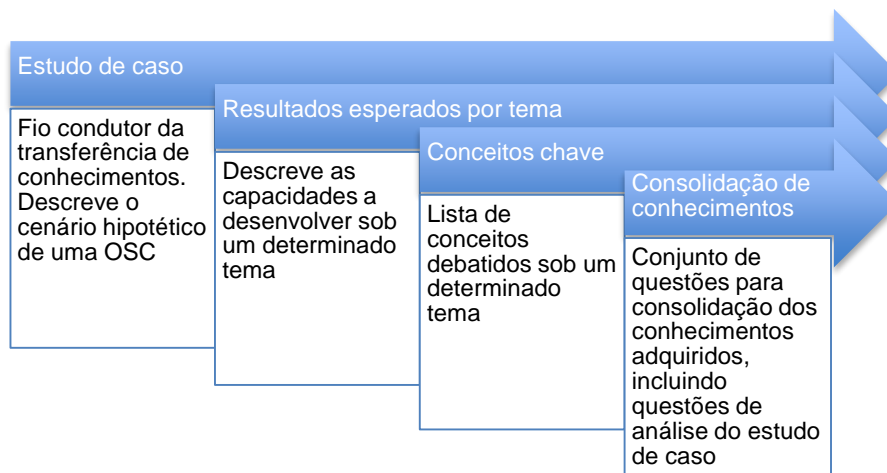 Estudo de caso
Fio condutor da
transferência de
conhecimentos.
Descreve o
cenário hipotético
de uma OSC
Resultados esperados por tema
Descreve as
capacidades a
desenvolver sob
um determinado
tema
Conceitos chave
Lista de
conceitos
debatidos sob um
determinado
tema
Consolidação de
conhecimentos
Conjunto de
questões para
consolidação dos
conhecimentos
adquiridos,
incluindo
questões de
análise do estudo
de caso